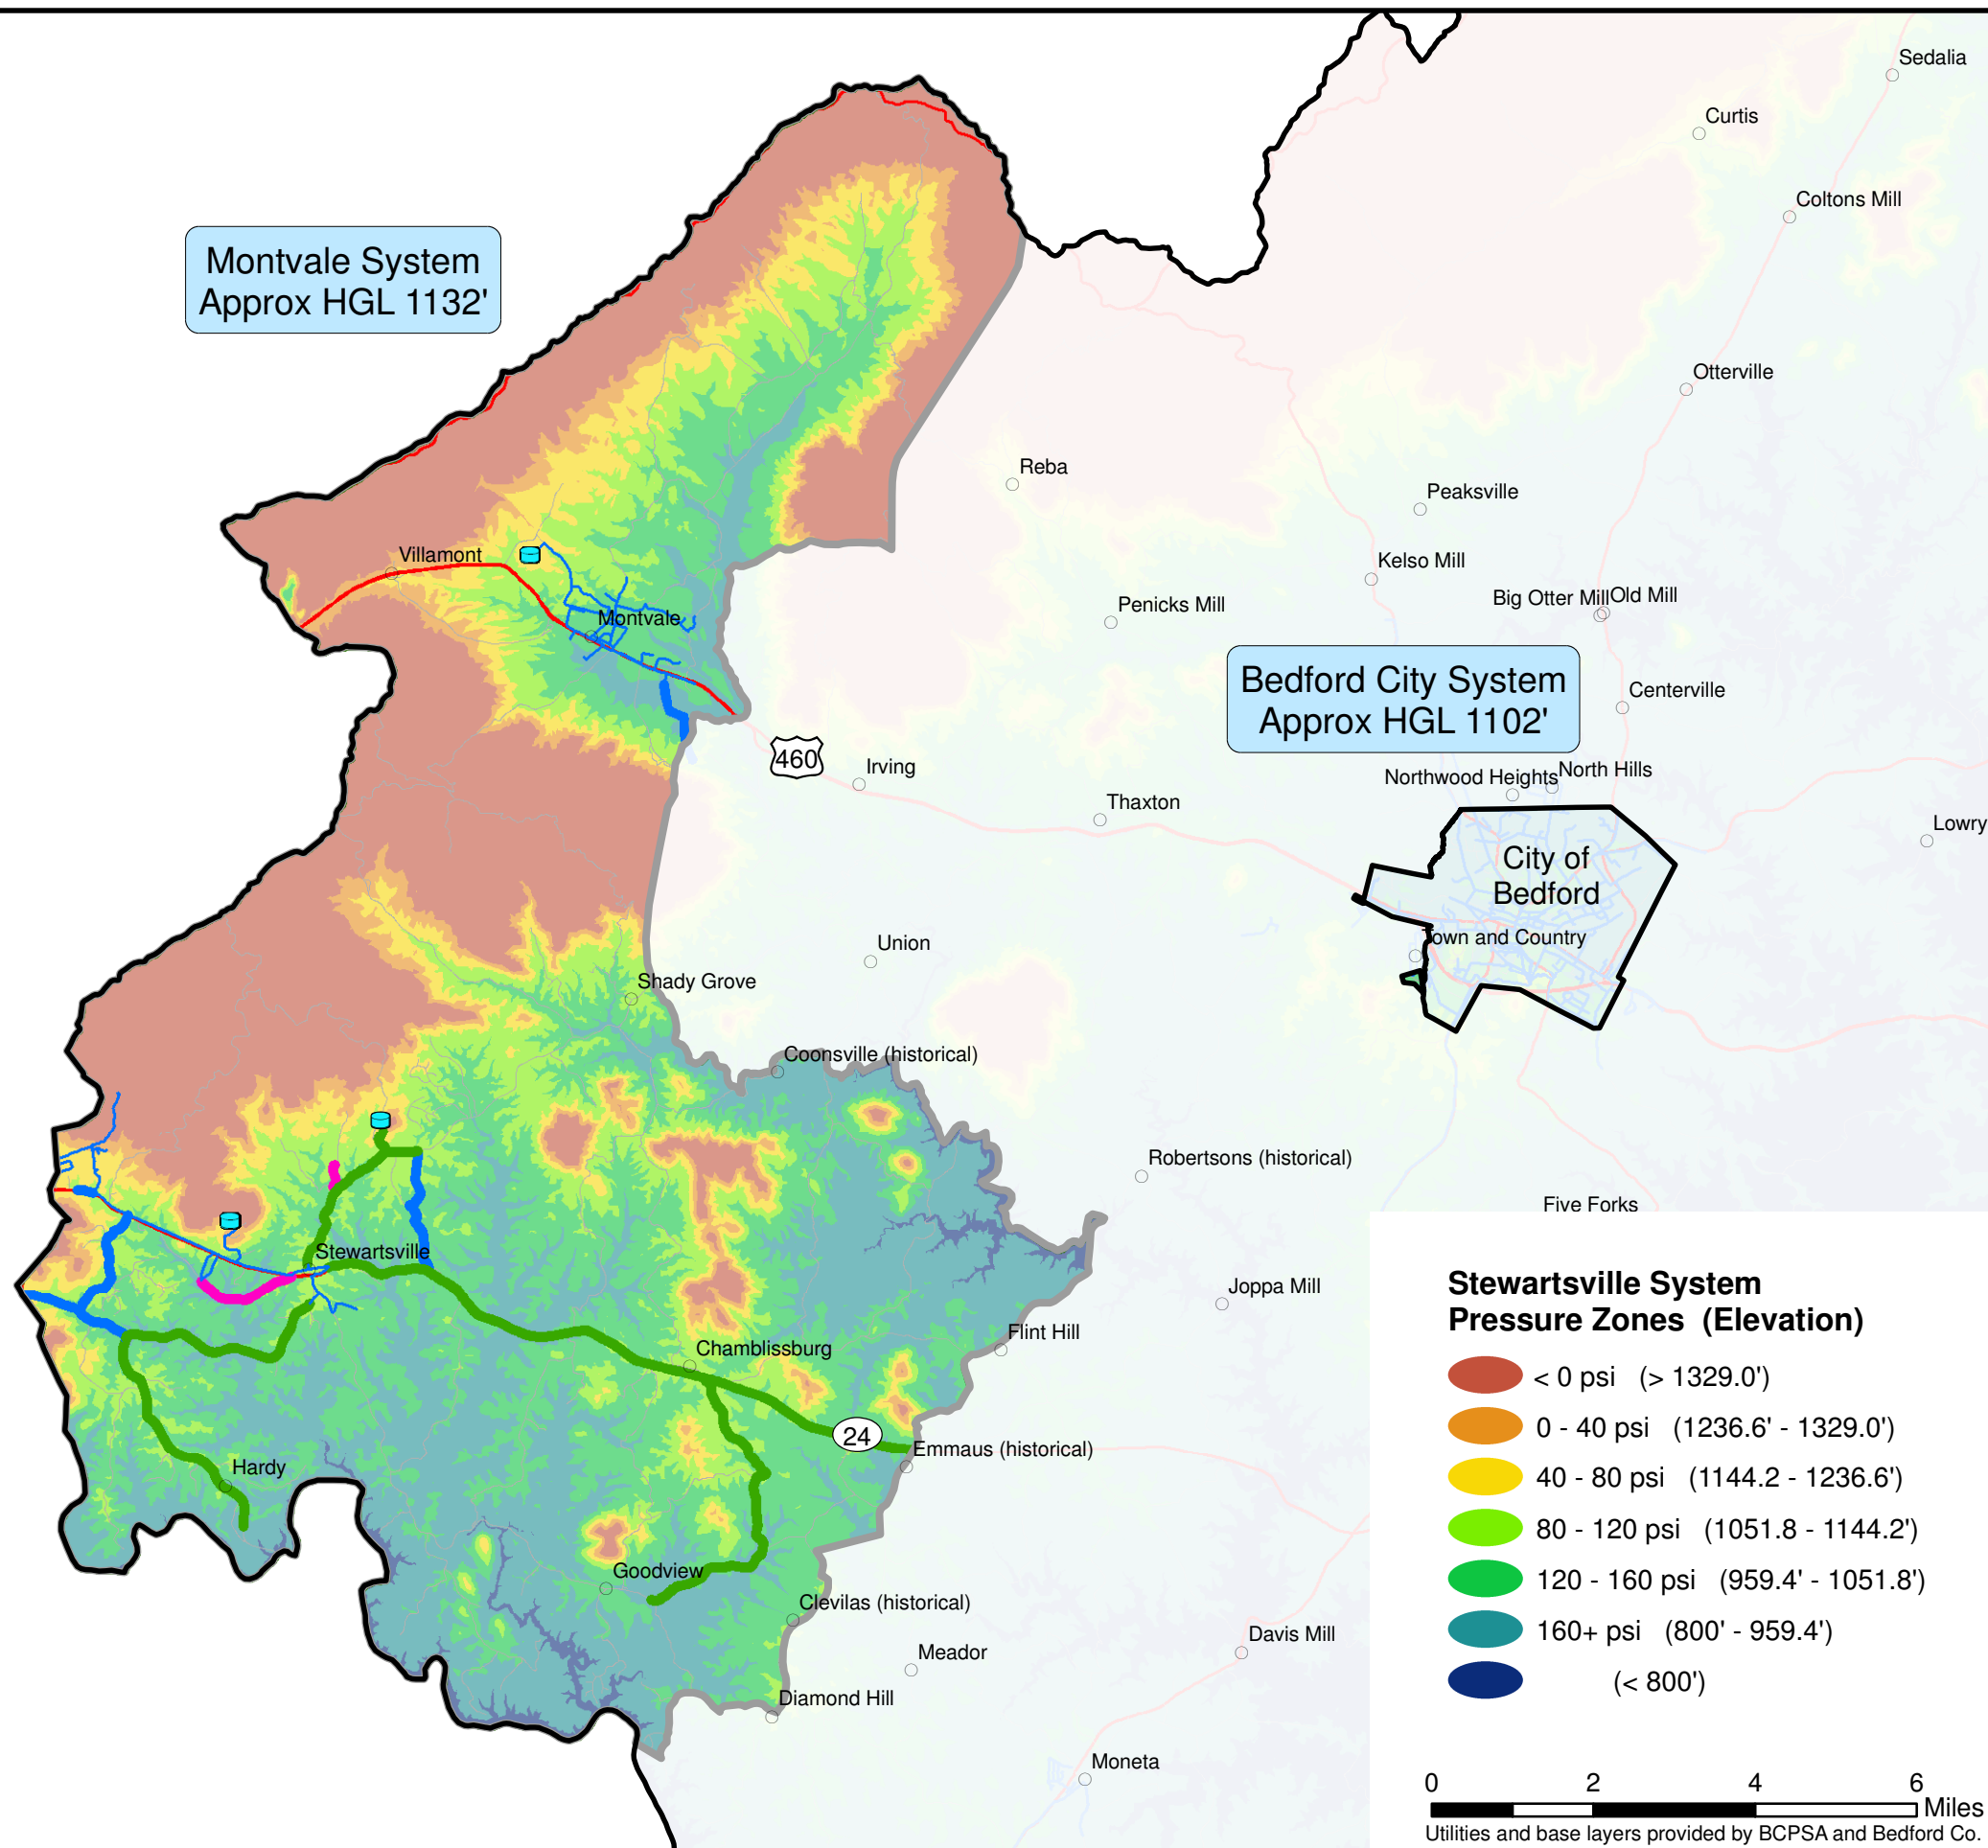 Sedalia
Curtis
Coltons Mill
Montvale System
Approx HGL 1132'
Otterville
Reba
Peaksville
Villamont
Kelso Mill
Big Otter Mill
Old Mill
Penicks Mill
Montvale
Bedford City System
Approx HGL 1102'
Centerville
460
Irving
Northwood Heights
North Hills
Thaxton
Lowry
City of
Bedford
Town and Country
Union
Shady Grove
Coonsville (historical)
Robertsons (historical)
Five Forks
Stewartsville
Joppa Mill
Flint Hill
Chamblissburg
24
Emmaus (historical)
Hardy
Goodview
Clevilas (historical)
Davis Mill
Meador
Diamond Hill
Moneta
Stewartsville System
Pressure Zones (Elevation)
< 0 psi (> 1329.0')
0 - 40 psi (1236.6' - 1329.0')
40 - 80 psi (1144.2 - 1236.6')
80 - 120 psi (1051.8 - 1144.2')
120 - 160 psi (959.4' - 1051.8')
160+ psi (800' - 959.4')
(< 800')
0 2 4 6
Miles
Utilities and base layers provided by BCPSA and Bedford Co.